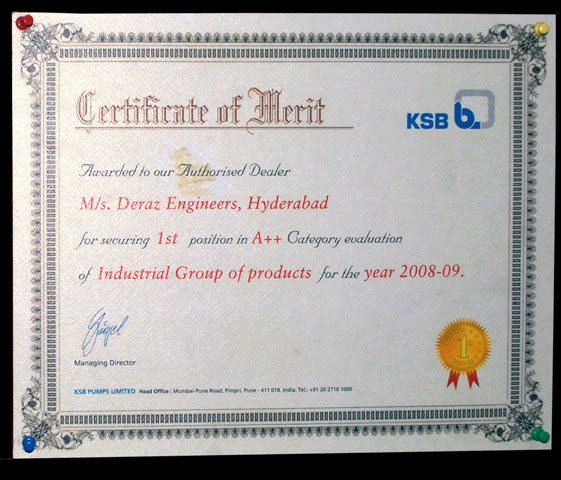 Certificate of Merit
KSB b.
Awarded to our Authorised Dealer
M/s. Deraz Engineers, Hyderabad
for securing 1st position in A++ Category evaluation
of Industrial Group of products for the year 2008-09.
Managing Director
1
KSB PUMPS LIMITED Head Office : Mumbai-Pune Road, Pimpri, Pune - 411 018, India. Tel.: +91 20 2710 1000